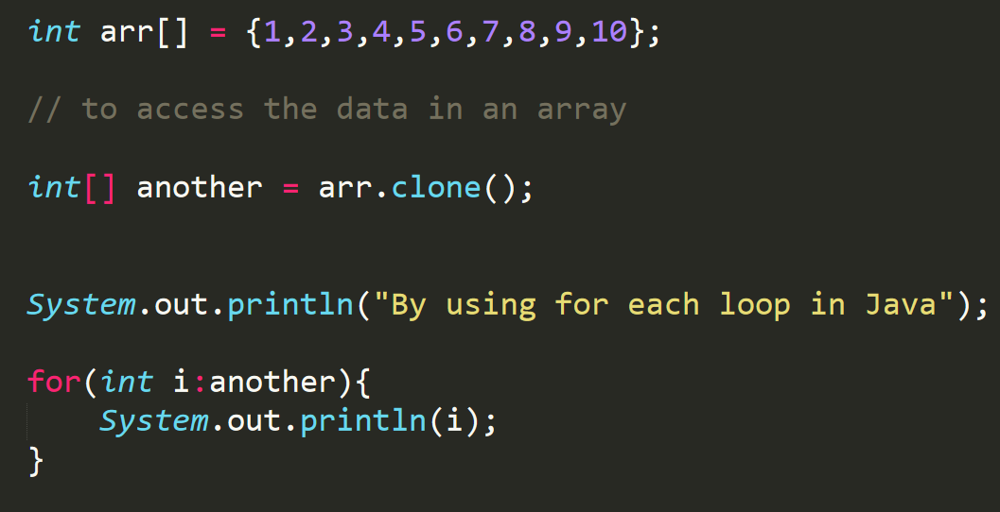 int arr[] = {1,2,3,4,5,6,7,8,9,10};
// to access the data in an array
int[] another = arr.clone();
System.out.println("By using for each loop in Java");
for(int i:another){
    System.out.println(i);
}